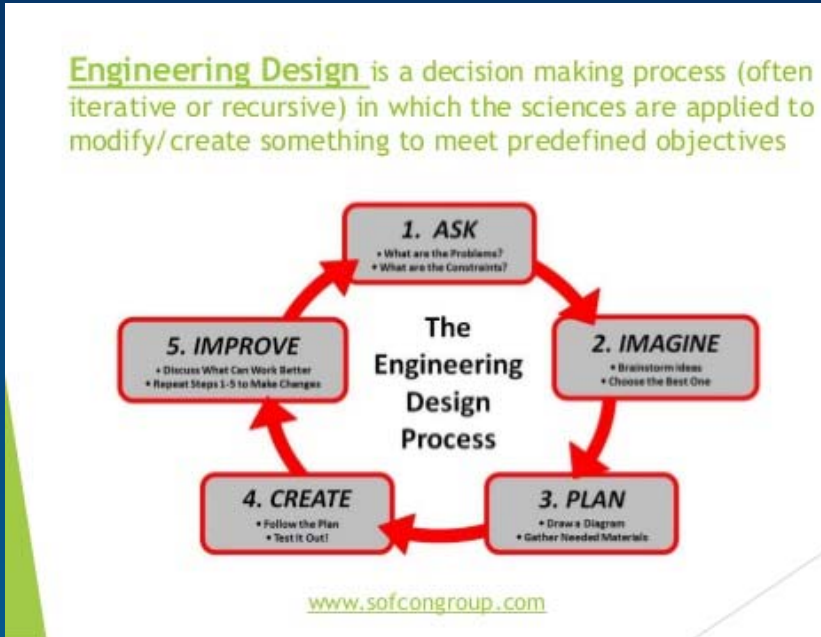 Engineering Design is a decision making process (often
iterative or recursive) in which the sciences are applied to
modify/create something to meet predefined objectives
1. ASK
• What are the Problems?
• What are the Constraints?
2. IMAGINE
• Brainstorm ideas
• Choose the Best One
3. PLAN
• Draw a Diagram
• Gather Needed Materials
4. CREATE
• Follow the Plan
• Test it Out!
5. IMPROVE
• Discuss What Can Work Better
• Repeat Steps 1-5 to Make Changes
The
Engineering
Design
Process
www.sofcongroup.com